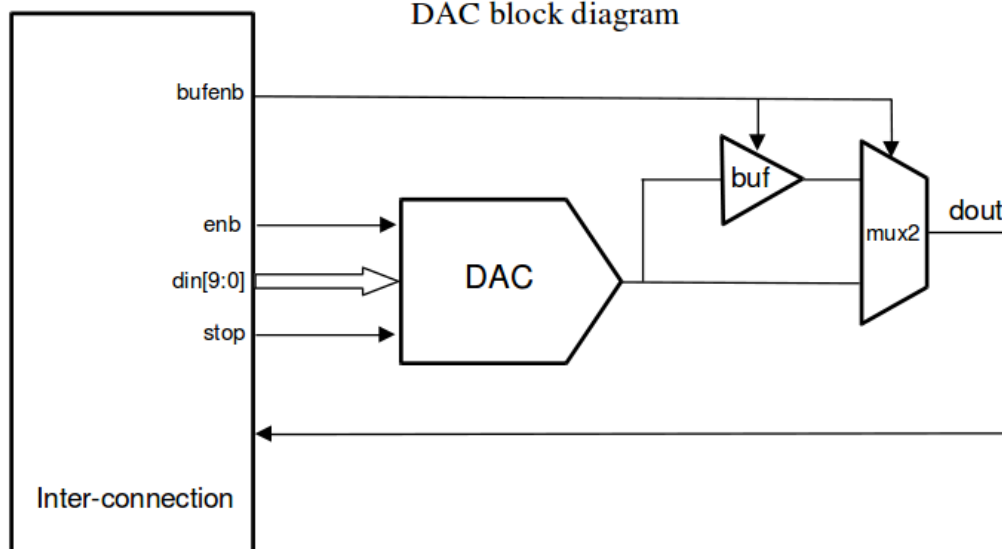 DAC block diagram
bufenb
buf
enb
dout
mux2
din[9:0]
DAC
stop
Inter-connection